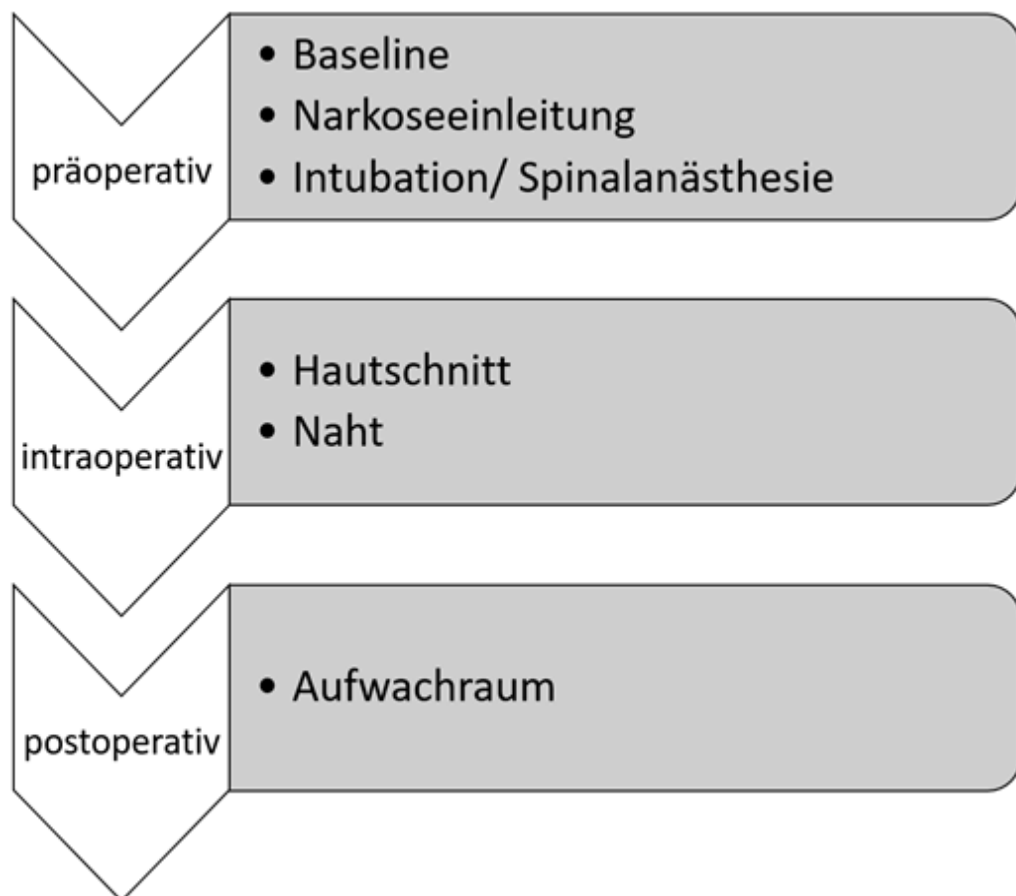 präoperativ
• Baseline
• Narkoseeinleitung
• Intubation/ Spinalanästhesie
intraoperativ
• Hautschnitt
• Naht
postoperativ
• Aufwachraum